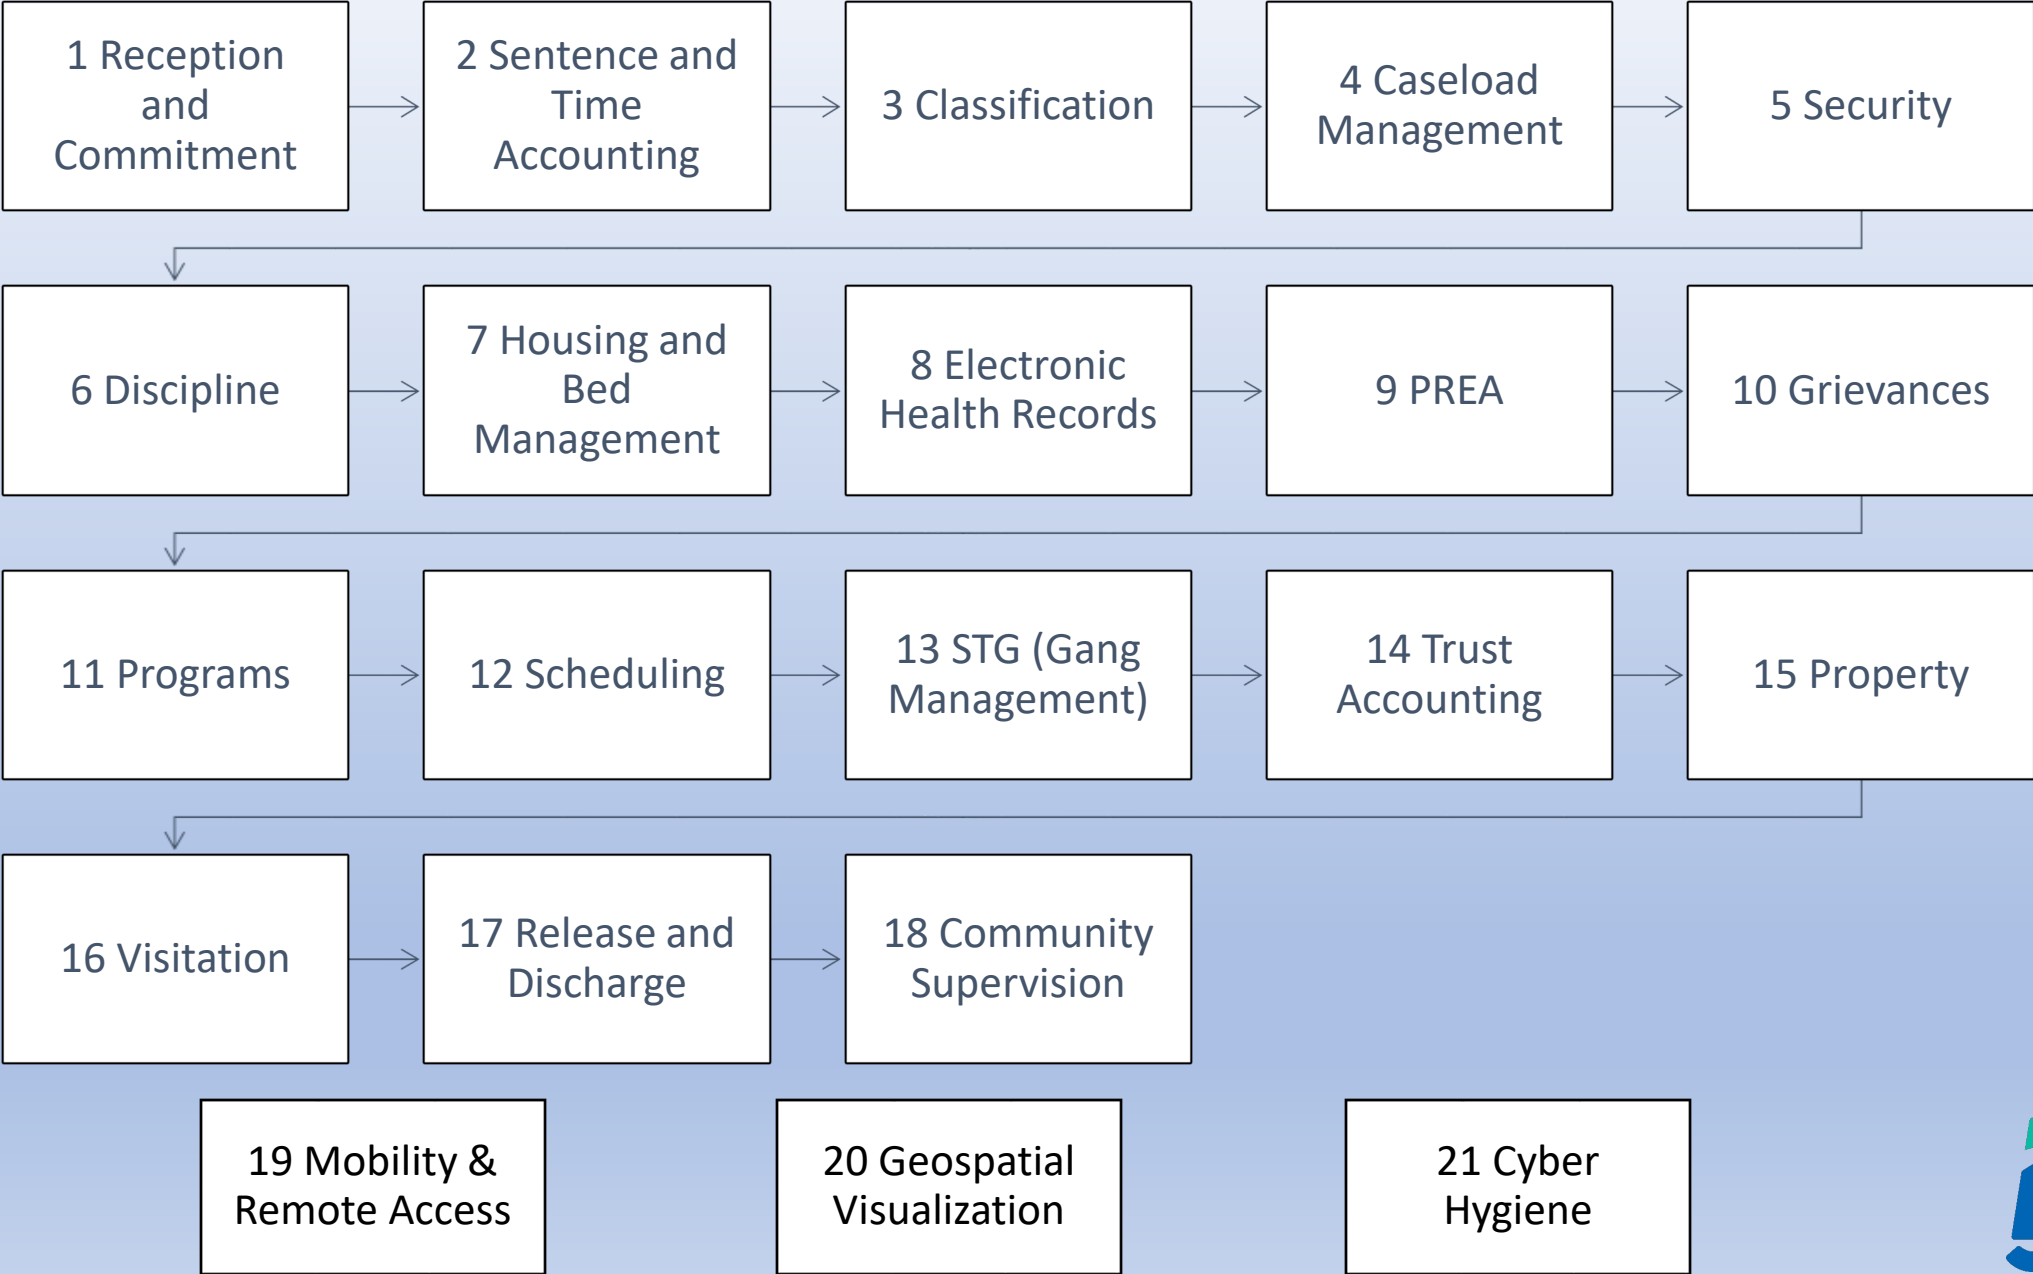 1 Reception
and
Commitment
2 Sentence and
Time
Accounting
3 Classification
4 Caseload
Management
5 Security
6 Discipline
7 Housing and
Bed
Management
8 Electronic
Health Records
9 PREA
10 Grievances
11 Programs
12 Scheduling
13 STG (Gang
Management)
14 Trust
Accounting
15 Property
16 Visitation
17 Release and
Discharge
18 Community
Supervision
19 Mobility &
Remote Access
20 Geospatial
Visualization
21 Cyber
Hygiene